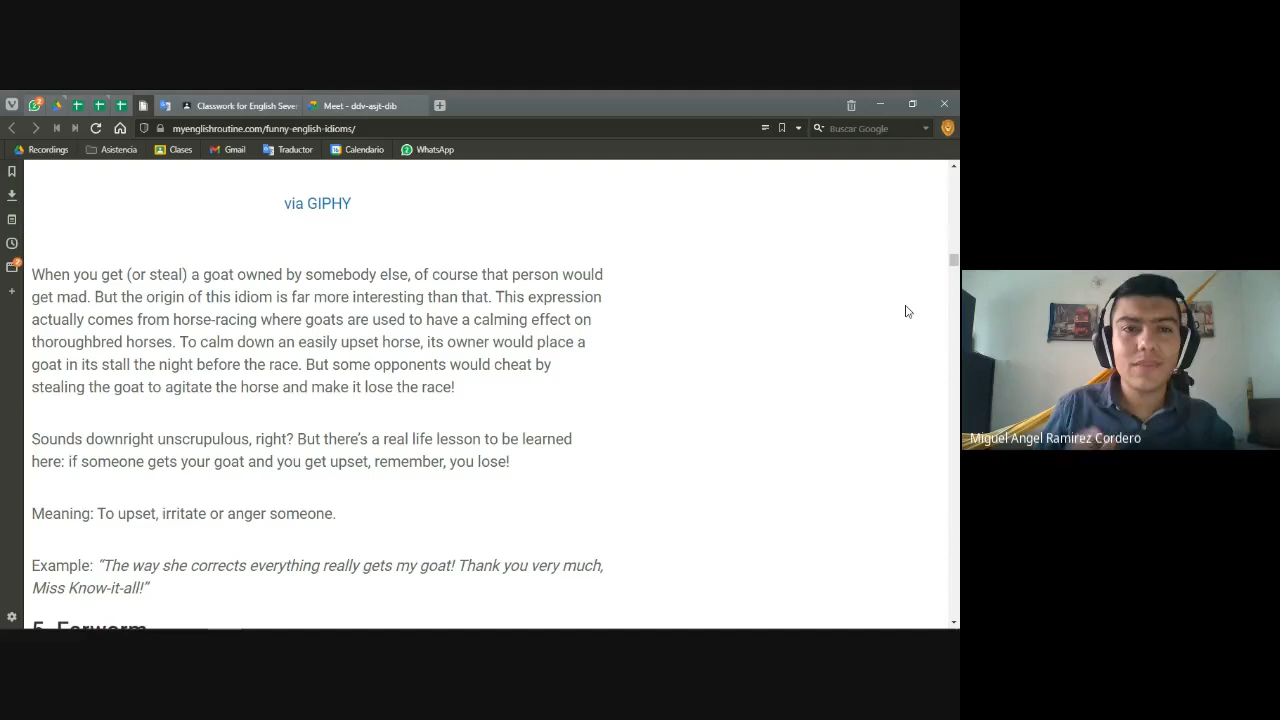 Classwork for English Seve
Meet - ddv-asjt-dib
myenglishroutine.com/funny-english-idioms/
Buscar Google
Recordings
Asistencia
Clases
Gmail
Traductor
Calendario
WhatsApp
via GIPHY
When you get (or steal) a goat owned by somebody else, of course that person would
get mad. But the origin of this idiom is far more interesting than that. This expression
actually comes from horse-racing where goats are used to have a calming effect on
thoroughbred horses. To calm down an easily upset horse, its owner would place a
goat in its stall the night before the race. But some opponents would cheat by
stealing the goat to agitate the horse and make it lose the race!
Sounds downright unscrupulous, right? But there's a real life lesson to be learned
here: if someone gets your goat and you get upset, remember, you lose!
Meaning: To upset, irritate or anger someone.
Example: “The way she corrects everything really gets my goat! Thank you very much,
Miss Know-it-all!”
5. Earworm
Miguel Angel Ramirez Cordero